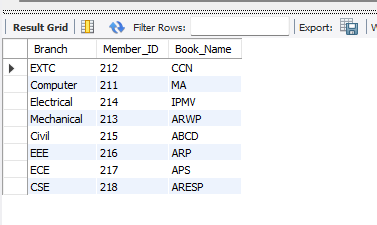 Result Grid Filter Rows: Export: W
Branch Member_ID Book_Name
EXTC 212 CCN
Computer 211 MA
Electrical 214 IPMV
Mechanical 213 ARWP
Civil 215 ABCD
EEE 216 ARP
ECE 217 APS
CSE 218 ARESP